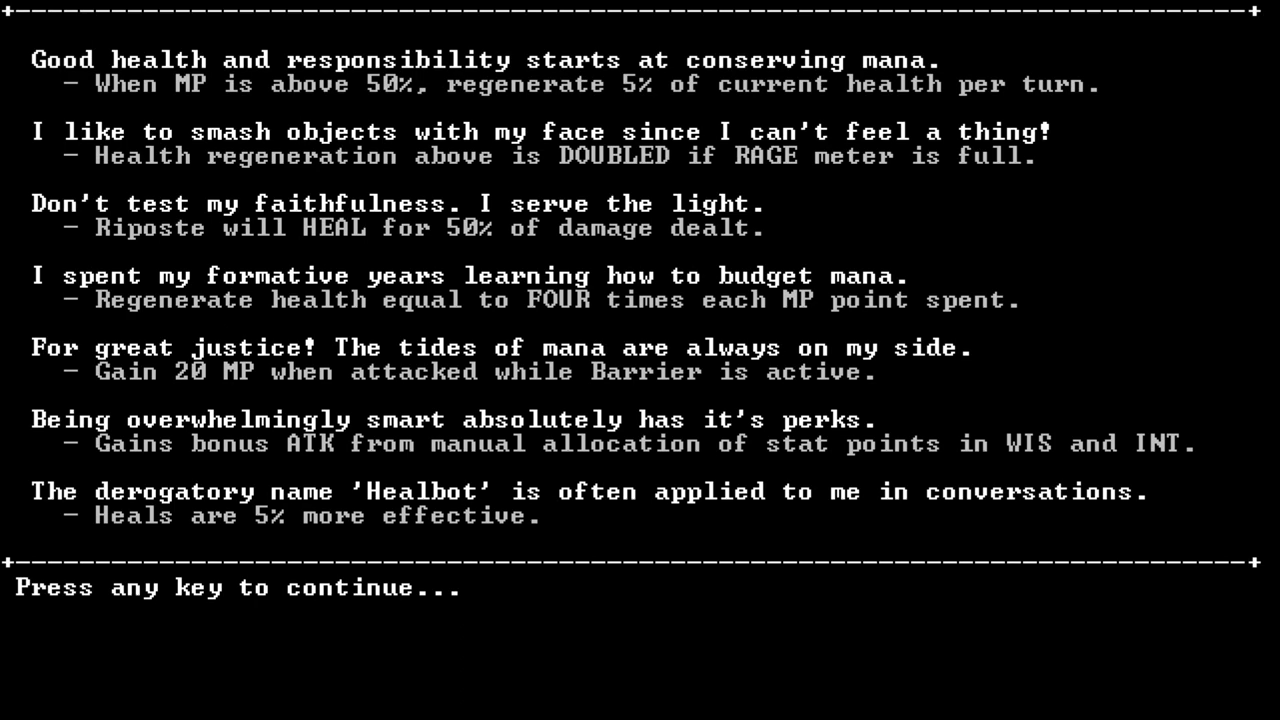 Good health and responsibility starts at conserving mana.
– When MP is above 50%, regenerate 5% of current health per turn.
I like to smash objects with my face since I can't feel a thing!
– Health regeneration above is DOUBLED if RAGE meter is full.
Don't test my faithfulness. I serve the light.
– Riposte will HEAL for 50% of damage dealt.
I spent my formative years learning how to budget mana.
– Regenerate health equal to FOUR times each MP point spent.
For great justice! The tides of mana are always on my side.
– Gain 20 MP when attacked while Barrier is active.
Being overwhelmingly smart absolutely has it's perks.
– Gains bonus ATK from manual allocation of stat points in WIS and INT.
The derogatory name 'Healbot' is often applied to me in conversations.
– Heals are 5% more effective.
Press any key to continue...